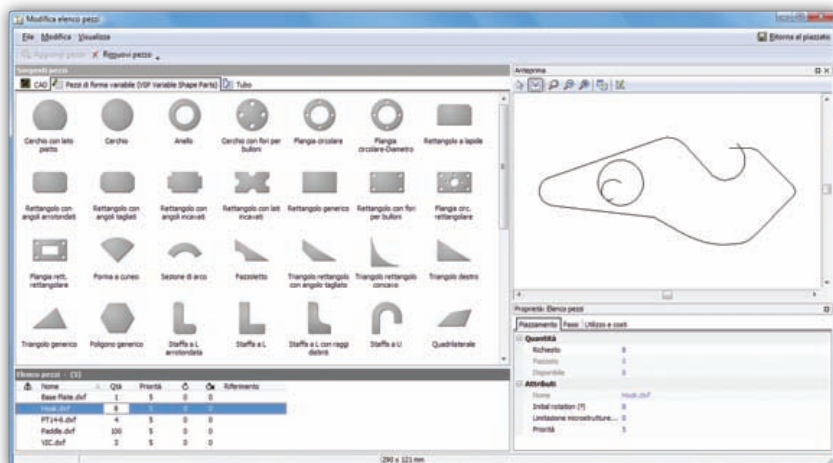 Modifica elenco pezzi
File Modifica Visualizza
Ritorna al piazzato
Aggiungi pezzi Rimuovi pezzo
Sorgenti pezzi
CAD Pezzi di forma variabile (VSP Variable Shape Parts) Tubo
Cerchio con lato piatto
Cerchio
Anello
Cerchio con fori per bulloni
Flangia circolare
Flangia circolare-Diametro
Rettangolo a lapide
Rettangolo con angoli arrotondati
Rettangolo con angoli tagliati
Rettangolo con angoli incavati
Rettangolo con lati incavati
Rettangolo generico
Rettangolo con fori per bulloni
Flangia circ. rettangolare
Flangia rett. rettangolare
Forma a cuneo
Sezione di arco
Fazzoletto
Triangolo rettangolo con angolo tagliato
Triangolo rettangolo concavo
Triangolo destro
Triangolo generico
Poligono generico
Staffa a L arrotondata
Staffa a L
Staffa a L con raggi distinti
Staffa a U
Quadrilaterale
Elenco pezzi - (5)
Nome Qtà Priorità Riferimento
Base Plate.dxf 1 5 0 0
Hook.dxf 8 5 0 0
PT14-6.dxf 4 5 0 0
Paddle.dxf 100 5 0 0
VIC.dxf 2 5 0 0
Anteprima
Proprietà: Elenco pezzi
Piazzamento Passi Utilizzo e costi
Quantità
Richiesto 8
Piazzato 0
Disponibile 0
Attributi
Nome Hook.dxf
Initial rotation (º) 0
Limitazione microstrutture... 0
Priorità 5
290 x 121 mm